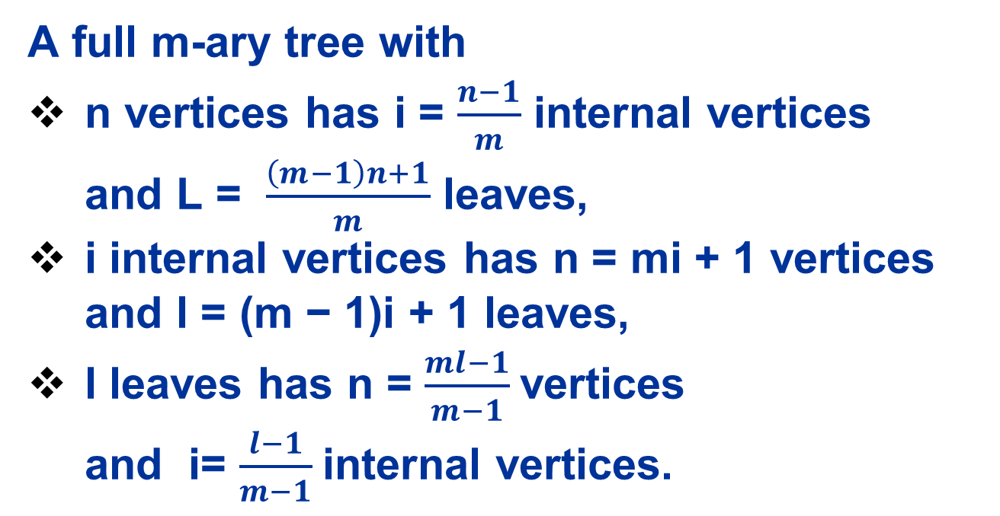 A full m-ary tree with
❖ n vertices has i = \frac{n-1}{m} internal vertices
and L = \frac{(m-1)n+1}{m} leaves,
❖ i internal vertices has n = mi + 1 vertices
and l = (m − 1)i + 1 leaves,
❖ l leaves has n = \frac{ml-1}{m-1} vertices
and i= \frac{l-1}{m-1} internal vertices.